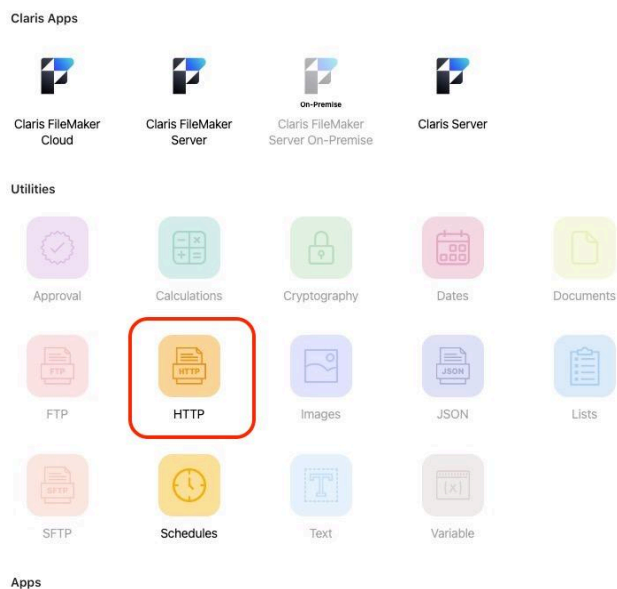 Claris Apps
On-Premise
Claris FileMaker Cloud
Claris FileMaker Server
Claris FileMaker Server On-Premise
Claris Server
Utilities
Approval
Calculations
Cryptography
Dates
Documents
FTP
HTTP
JSON
FTP
HTTP
Images
JSON
Lists
SFTP
T
{x}
SFTP
Schedules
Text
Variable
Apps